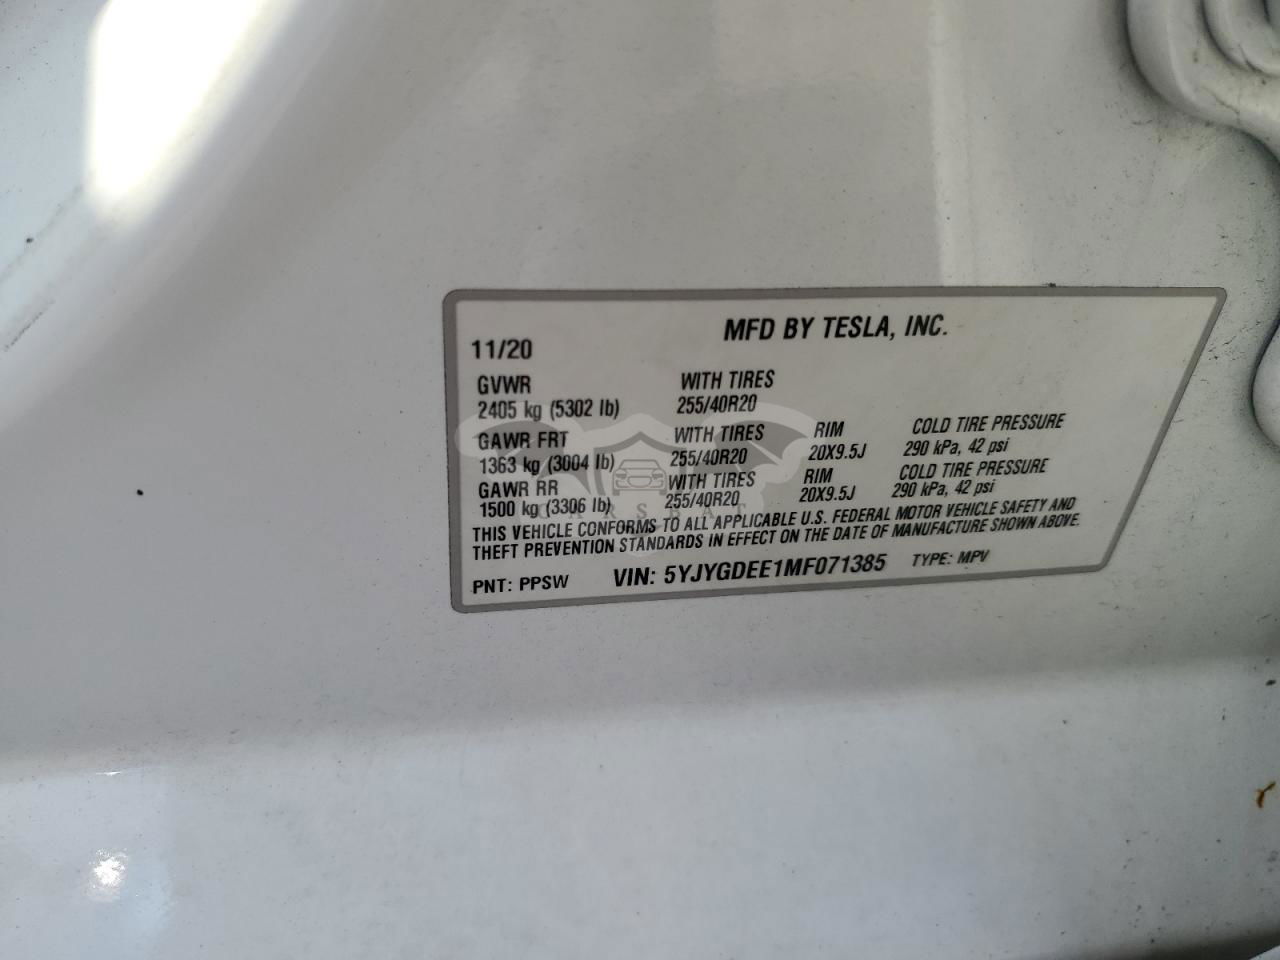 MFD BY TESLA, INC.
11/20
GVWR WITH TIRES
2405 kg (5302 lb) 255/40R20
GAWR FRT WITH TIRES RIM COLD TIRE PRESSURE
1363 kg (3004 lb) 255/40R20 20X9.5J 290 kPa, 42 psi
GAWR RR WITH TIRES RIM COLD TIRE PRESSURE
1500 kg (3306 lb) 255/40R20 20X9.5J 290 kPa, 42 psi
CARSBAT
THIS VEHICLE CONFORMS TO ALL APPLICABLE U.S. FEDERAL MOTOR VEHICLE SAFETY AND
THEFT PREVENTION STANDARDS IN EFFECT ON THE DATE OF MANUFACTURE SHOWN ABOVE.
PNT: PPSW VIN: 5YJYGDEE1MF071385 TYPE: MPV